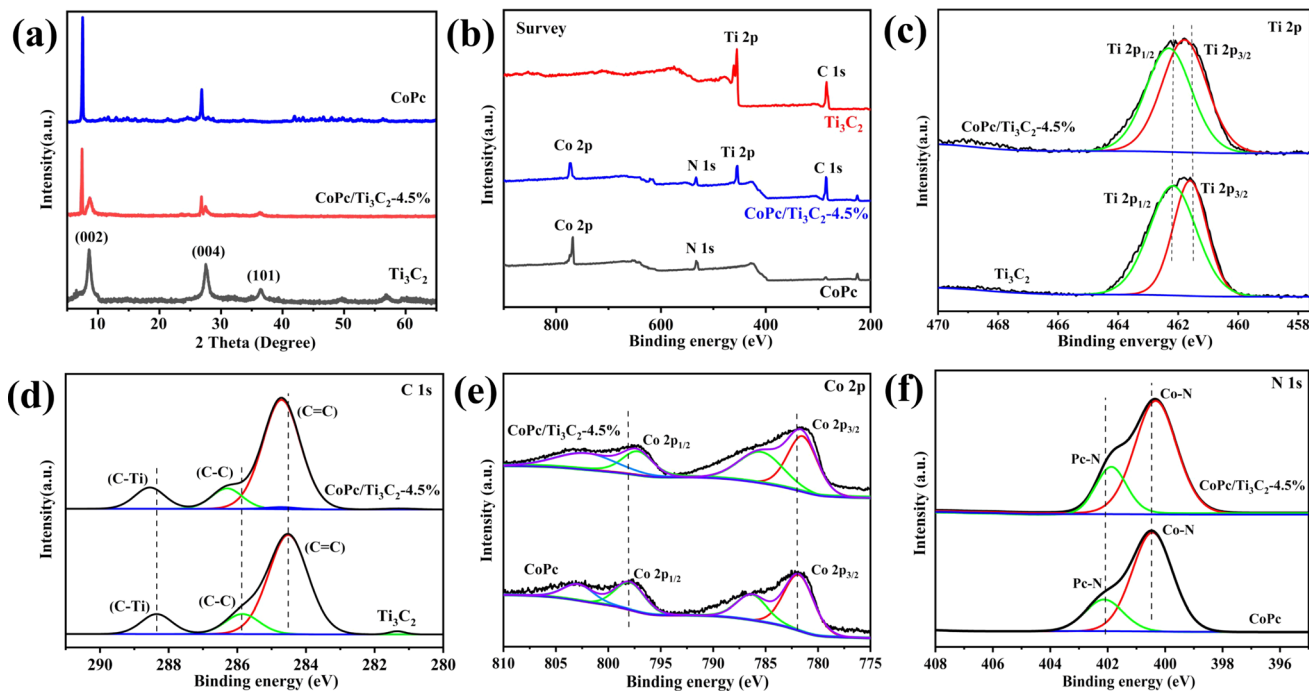 (a)
CoPc
CoPc/Ti₃C₂-4.5%
(002)
(004)
(101)
Ti₃C₂
Intensity(a.u.)
5 10 20 30 40 50 60
2 Theta (Degree)
(b)
Survey
Ti 2p
C 1s
Ti₃C₂
Co 2p
N 1s
Ti 2p
C 1s
CoPc/Ti₃C₂-4.5%
Co 2p
N 1s
CoPc
Intensity(a.u.)
800 600 400 200
Binding energy (eV)
(c)
Ti 2p
Ti 2p₁/₂
Ti 2p₃/₂
CoPc/Ti₃C₂-4.5%
Ti 2p₁/₂
Ti 2p₃/₂
Ti₃C₂
Intensity(a.u.)
470 468 466 464 462 460 458
Binding envergy (eV)
(d)
C 1s
(C=C)
(C-C)
(C-Ti)
CoPc/Ti₃C₂-4.5%
(C=C)
(C-C)
(C-Ti)
Ti₃C₂
Intensity (a.u.)
290 288 286 284 282 280
Binding energy (eV)
(e)
Co 2p
CoPc/Ti₃C₂-4.5%
Co 2p₁/₂
Co 2p₃/₂
CoPc
Co 2p₁/₂
Co 2p₃/₂
Intensity (a.u.)
810 805 800 795 790 785 780 775
Binding energy (eV)
(f)
N 1s
Co-N
Pc-N
CoPc/Ti₃C₂-4.5%
Co-N
Pc-N
CoPc
Intensity (a.u.)
408 406 404 402 400 398 396
Binding energy (eV)